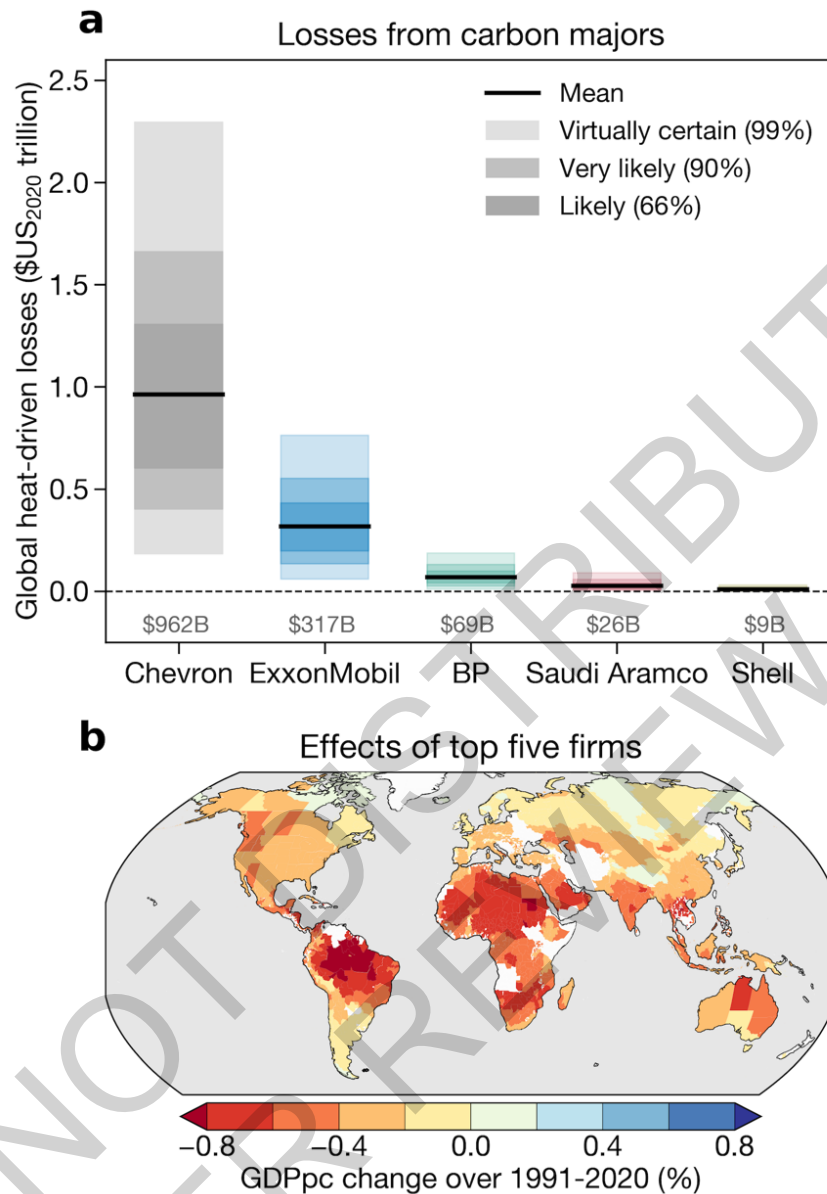 a
Losses from carbon majors
Global heat-driven losses ($US2020 trillion)
2.5
2.0
1.5
1.0
0.5
0.0
Mean
Virtually certain (99%)
Very likely (90%)
Likely (66%)
$962B $317B $69B $26B $9B
Chevron ExxonMobil BP Saudi Aramco Shell
b
Effects of top five firms
−0.8 −0.4 0.0 0.4 0.8
GDPpc change over 1991-2020 (%)
NOT DISTRIBUT
ER REVIEW